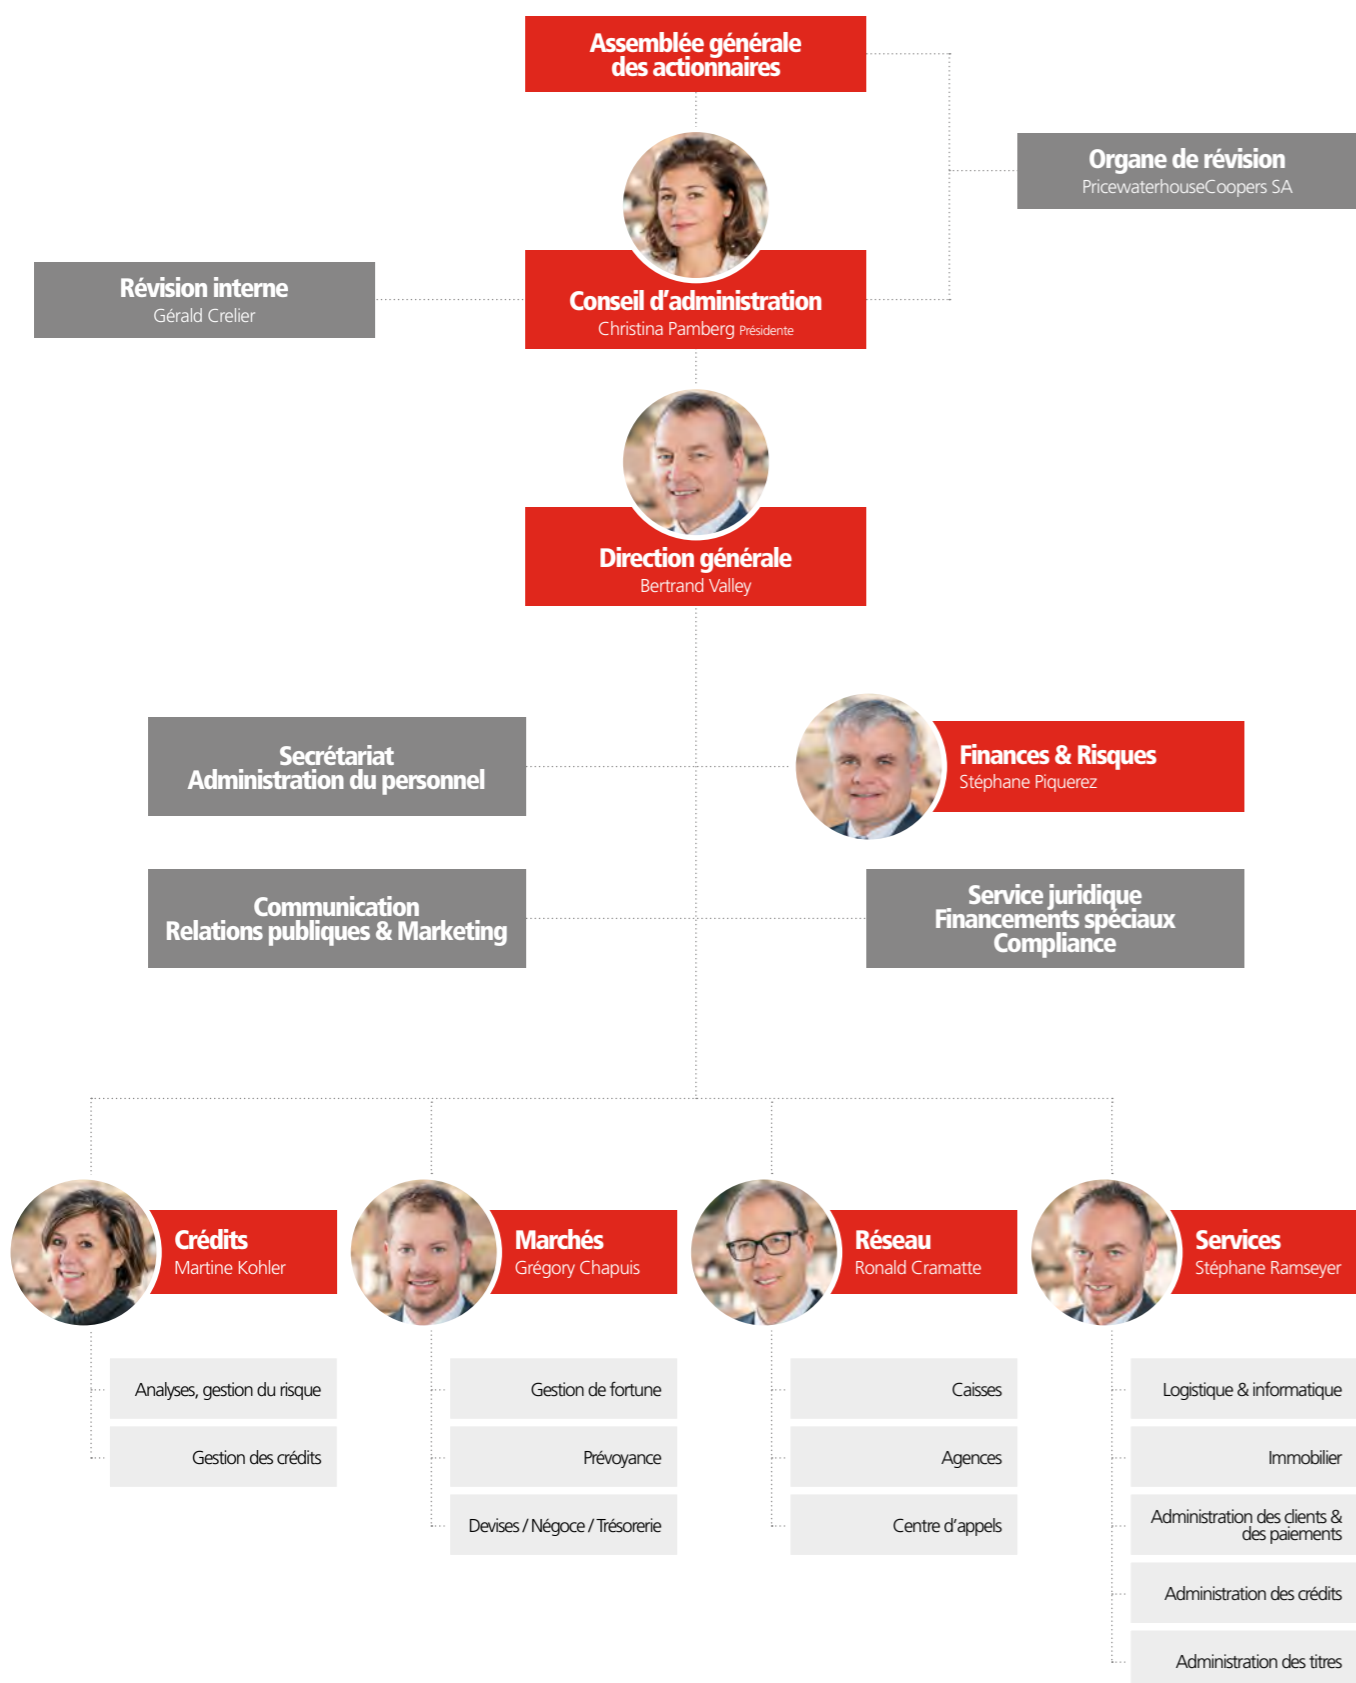 Assemblée générale
des actionnaires
Organe de révision
PricewaterhouseCoopers SA
Révision interne
Gérald Crelier
Conseil d’administration
Christina Pamberg Présidente
Direction générale
Bertrand Valley
Secrétariat
Administration du personnel
Finances & Risques
Stéphane Piquerez
Communication
Relations publiques & Marketing
Service juridique
Financements spéciaux
Compliance
Crédits
Martine Kohler
Analyses, gestion du risque
Gestion des crédits
Marchés
Grégory Chapuis
Gestion de fortune
Prévoyance
Devises / Négoce / Trésorerie
Réseau
Ronald Cramatte
Caisses
Agences
Centre d’appels
Services
Stéphane Ramseyer
Logistique & informatique
Immobilier
Administration des clients &
des paiements
Administration des crédits
Administration des titres